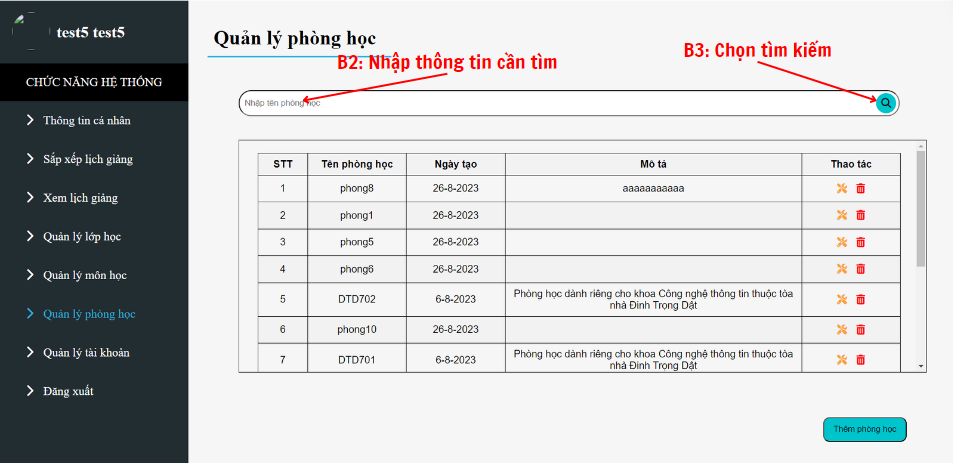 test5 test5
CHỨC NĂNG HỆ THỐNG
Thông tin cá nhân
Sắp xếp lịch giảng
Xem lịch giảng
Quản lý lớp học
Quản lý môn học
Quản lý phòng học
Quản lý tài khoản
Đăng xuất
Quản lý phòng học
B2: Nhập thông tin cần tìm
B3: Chọn tìm kiếm
Nhập tên phòng học
STT Tên phòng học Ngày tạo Mô tả Thao tác
1 phong8 26-8-2023 aaaaaaaaaaa
2 phong1 26-8-2023
3 phong5 26-8-2023
4 phong6 26-8-2023
5 DTD702 6-8-2023 Phòng học dành riêng cho khoa Công nghệ thông tin thuộc tòa
nhà Đinh Trọng Dật
6 phong10 26-8-2023
7 DTD701 6-8-2023 Phòng học dành riêng cho khoa Công nghệ thông tin thuộc tòa
nhà Đinh Trọng Dật
Thêm phòng học